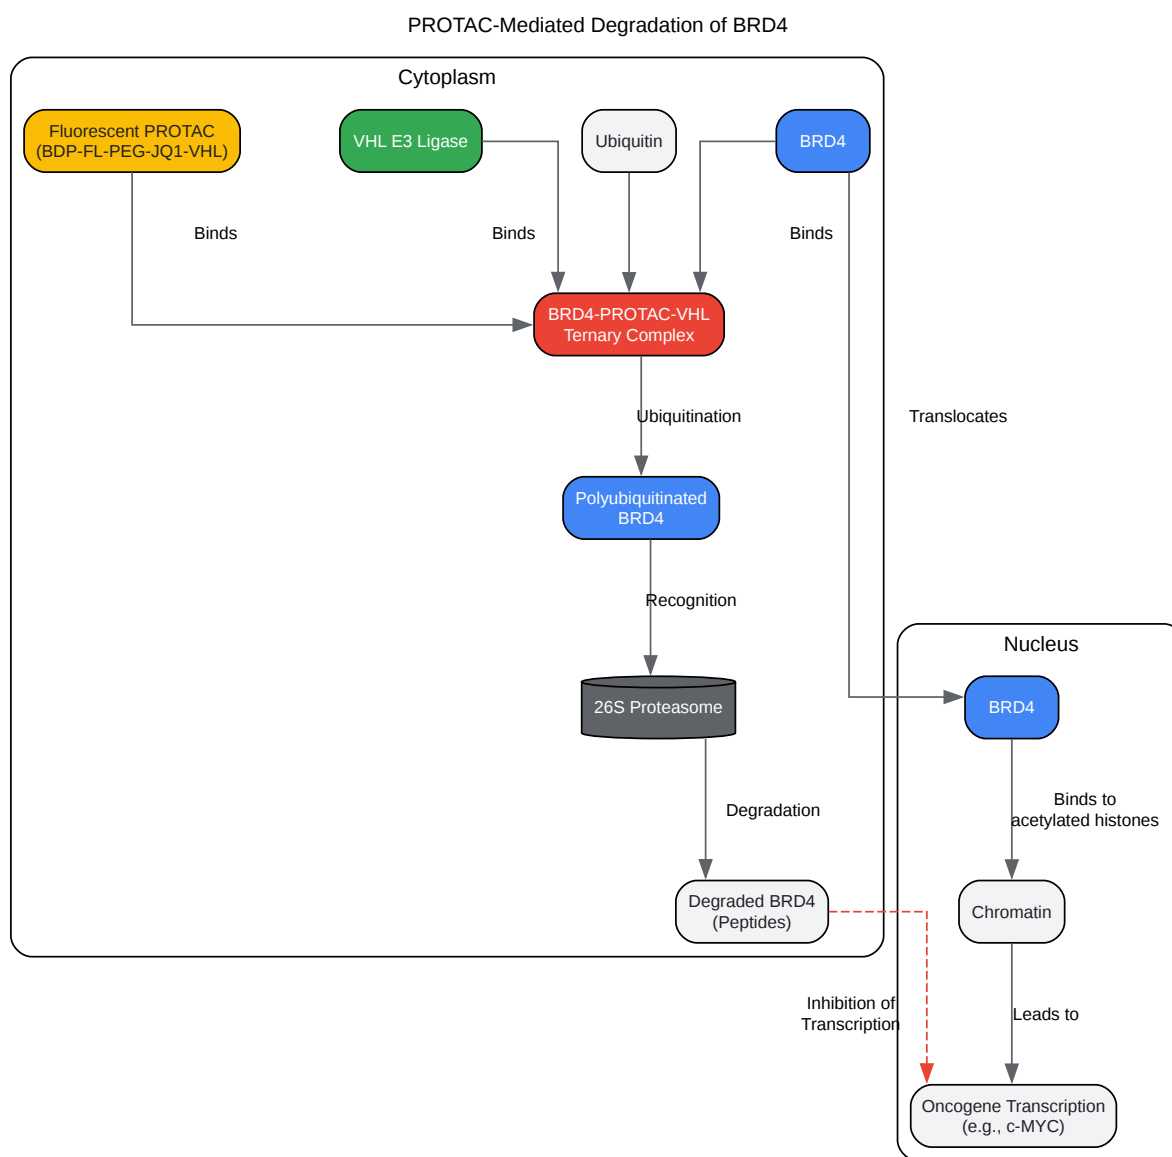 PROTAC-Mediated Degradation of BRD4
Cytoplasm
Fluorescent PROTAC
(BDP-FL-PEG-JQ1-VHL)
VHL E3 Ligase
Ubiquitin
BRD4
Binds
Binds
Binds
BRD4-PROTAC-VHL
Ternary Complex
Ubiquitination
Translocates
Polyubiquitinated
BRD4
Recognition
Nucleus
26S Proteasome
BRD4
Degradation
Binds to
acetylated histones
Degraded BRD4
(Peptides)
Chromatin
Inhibition of
Transcription
Leads to
Oncogene Transcription
(e.g., c-MYC)